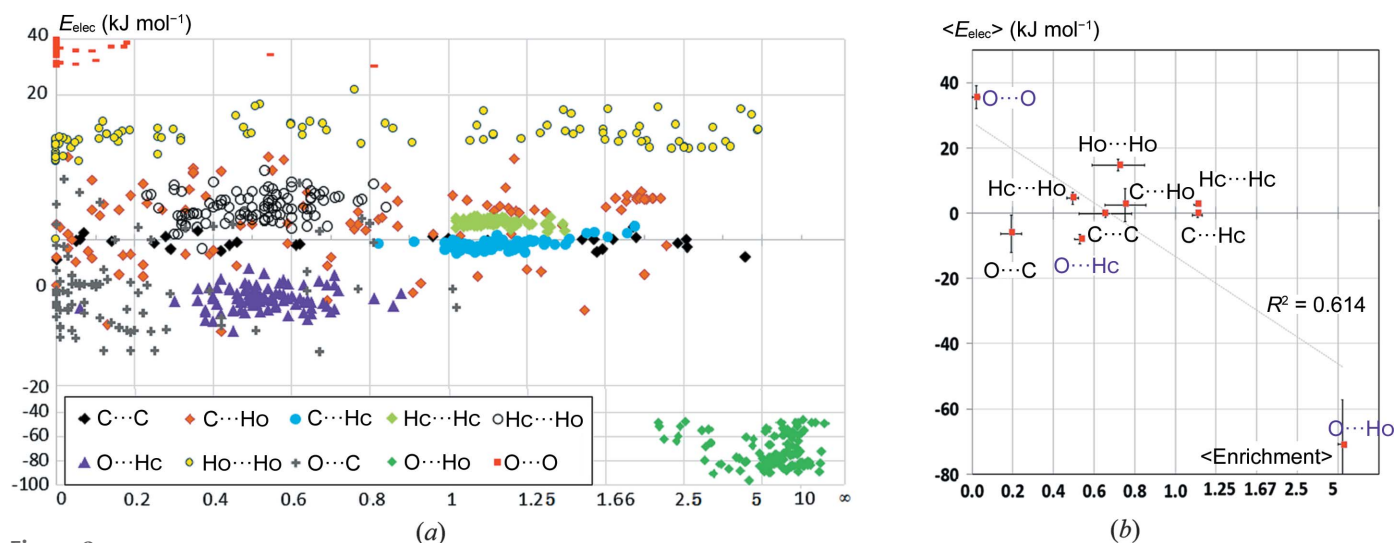 E_elec (kJ mol⁻¹)
40
20
0
-20
-40
-60
-80
-100
C⋯C C⋯Ho C⋯Hc Hc⋯Hc Hc⋯Ho
O⋯Hc Ho⋯Ho O⋯C O⋯Ho O⋯O
0 0.2 0.4 0.6 0.8 1 1.25 1.66 2.5 5 10 ∞
(a)
<E_elec> (kJ mol⁻¹)
40
20
0
-20
-40
-60
-80
O⋯O
Ho⋯Ho
Hc⋯Ho
C⋯Ho
Hc⋯Hc
C⋯C
C⋯Hc
O⋯C
O⋯Hc
R² = 0.614
O⋯Ho
<Enrichment>
0.0 0.2 0.4 0.6 0.8 1.0 1.25 1.67 2.5 5
(b)